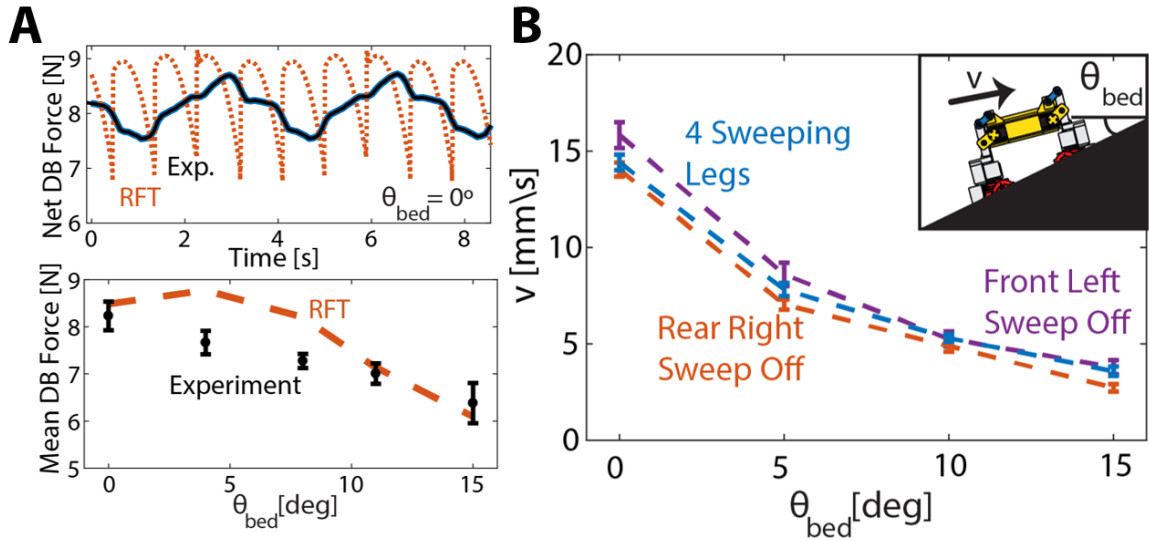 A
Net DB Force [N]
9
8
7
6
Exp.
RFT
θbed = 0º
0 2 4 6 8
Time [s]
Mean DB Force [N]
9
8
7
6
5
RFT
Experiment
0 5 10 15
θbed[deg]
B
v [mm\s]
20
15
10
5
0
4 Sweeping
Legs
v
θbed
Rear Right
Sweep Off
Front Left
Sweep Off
0 5 10 15
θbed[deg]